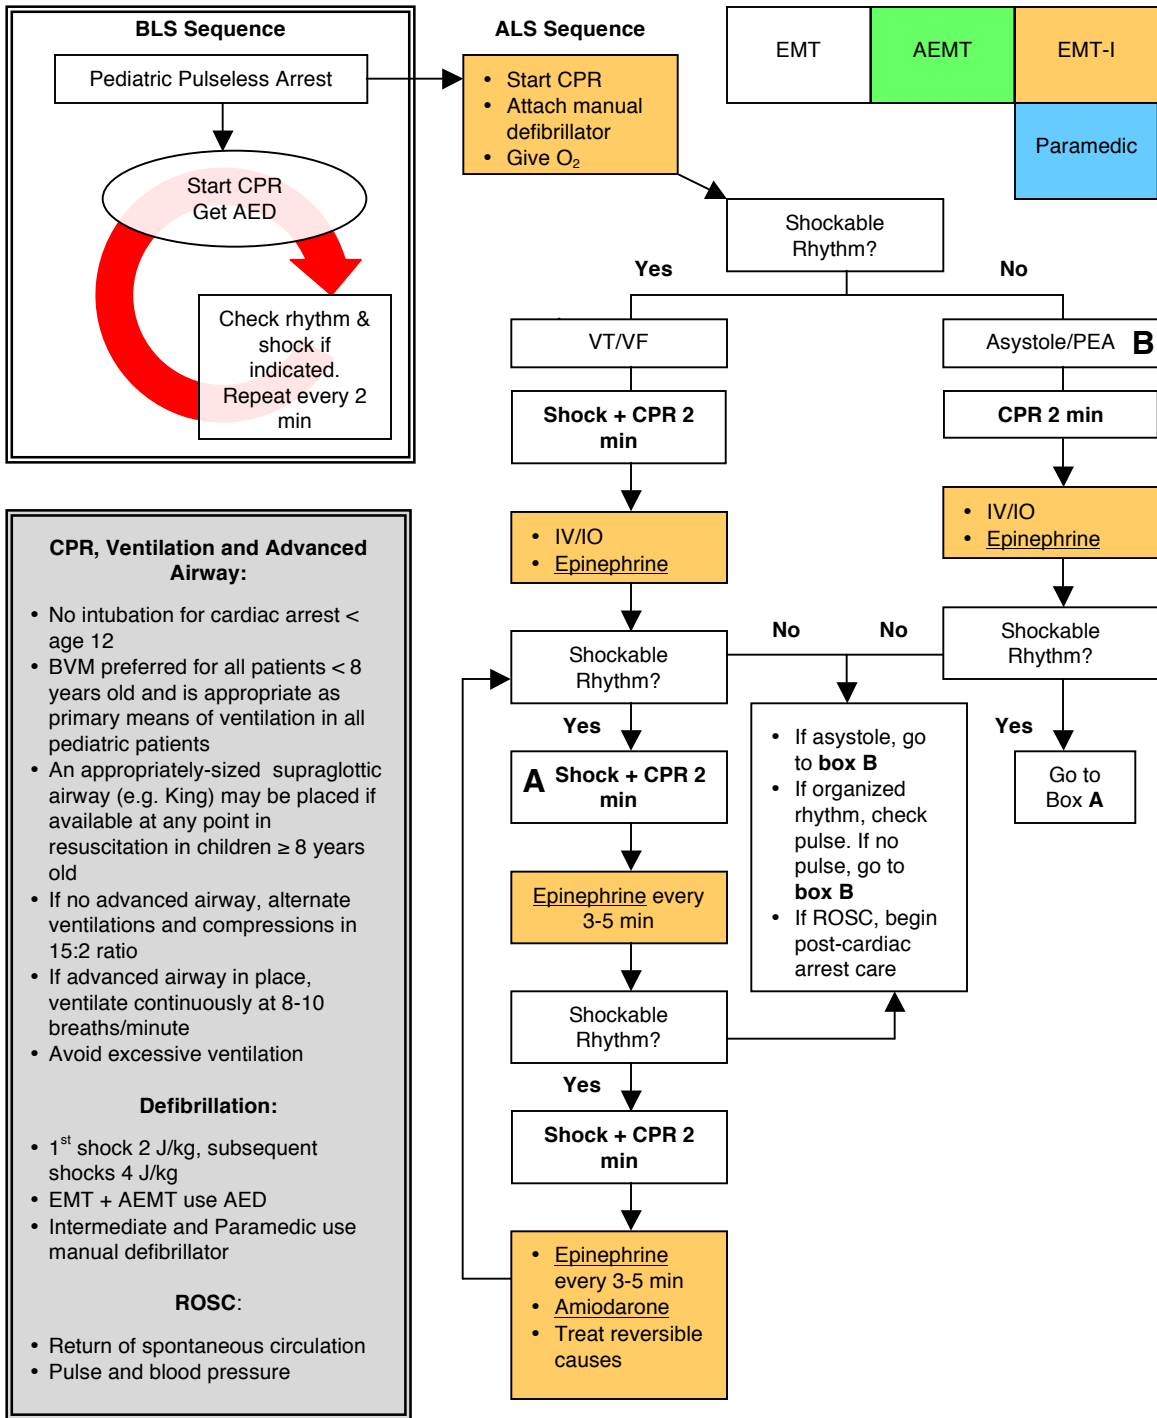 BLS Sequence
Pediatric Pulseless Arrest
Start CPR
Get AED
Check rhythm &
shock if
indicated.
Repeat every 2
min
ALS Sequence
• Start CPR
• Attach manual
defibrillator
• Give O₂
EMT
AEMT
EMT-I
Paramedic
Shockable
Rhythm?
Yes
No
VT/VF
Asystole/PEA B
Shock + CPR 2
min
CPR 2 min
• IV/IO
• Epinephrine
• IV/IO
• Epinephrine
Shockable
Rhythm?
No
No
Shockable
Rhythm?
Yes
Yes
A Shock + CPR 2
min
• If asystole, go
to box B
• If organized
rhythm, check
pulse. If no
pulse, go to
box B
• If ROSC, begin
post-cardiac
arrest care
Go to
Box A
Epinephrine every
3-5 min
Shockable
Rhythm?
Yes
Shock + CPR 2
min
• Epinephrine
every 3-5 min
• Amiodarone
• Treat reversible
causes
CPR, Ventilation and Advanced
Airway:
• No intubation for cardiac arrest <
age 12
• BVM preferred for all patients < 8
years old and is appropriate as
primary means of ventilation in all
pediatric patients
• An appropriately-sized supraglottic
airway (e.g. King) may be placed if
available at any point in
resuscitation in children ≥ 8 years
old
• If no advanced airway, alternate
ventilations and compressions in
15:2 ratio
• If advanced airway in place,
ventilate continuously at 8-10
breaths/minute
• Avoid excessive ventilation
Defibrillation:
• 1st shock 2 J/kg, subsequent
shocks 4 J/kg
• EMT + AEMT use AED
• Intermediate and Paramedic use
manual defibrillator
ROSC:
• Return of spontaneous circulation
• Pulse and blood pressure